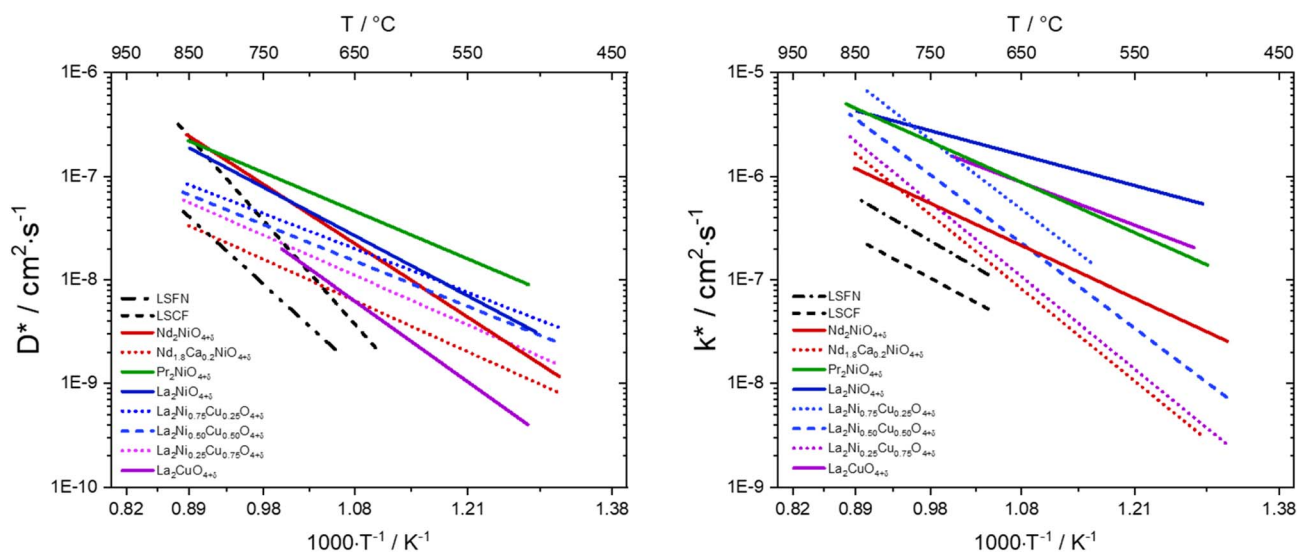 T / °C
950 850 750 650 550 450
1E-6
1E-7
1E-8
1E-9
1E-10
D* / cm²·s⁻¹
LSFN
LSCF
Nd₂NiO₄₊δ
Nd₁.₈Ca₀.₂NiO₄₊δ
Pr₂NiO₄₊δ
La₂NiO₄₊δ
La₂Ni₀.₇₅Cu₀.₂₅O₄₊δ
La₂Ni₀.₅₀Cu₀.₅₀O₄₊δ
La₂Ni₀.₂₅Cu₀.₇₅O₄₊δ
La₂CuO₄₊δ
0.82 0.89 0.98 1.08 1.21 1.38
1000·T⁻¹ / K⁻¹
T / °C
950 850 750 650 550 450
1E-5
1E-6
1E-7
1E-8
1E-9
k* / cm²·s⁻¹
LSFN
LSCF
Nd₂NiO₄₊δ
Nd₁.₈Ca₀.₂NiO₄₊δ
Pr₂NiO₄₊δ
La₂NiO₄₊δ
La₂Ni₀.₇₅Cu₀.₂₅O₄₊δ
La₂Ni₀.₅₀Cu₀.₅₀O₄₊δ
La₂Ni₀.₂₅Cu₀.₇₅O₄₊δ
La₂CuO₄₊δ
0.82 0.89 0.98 1.08 1.21 1.38
1000·T⁻¹ / K⁻¹